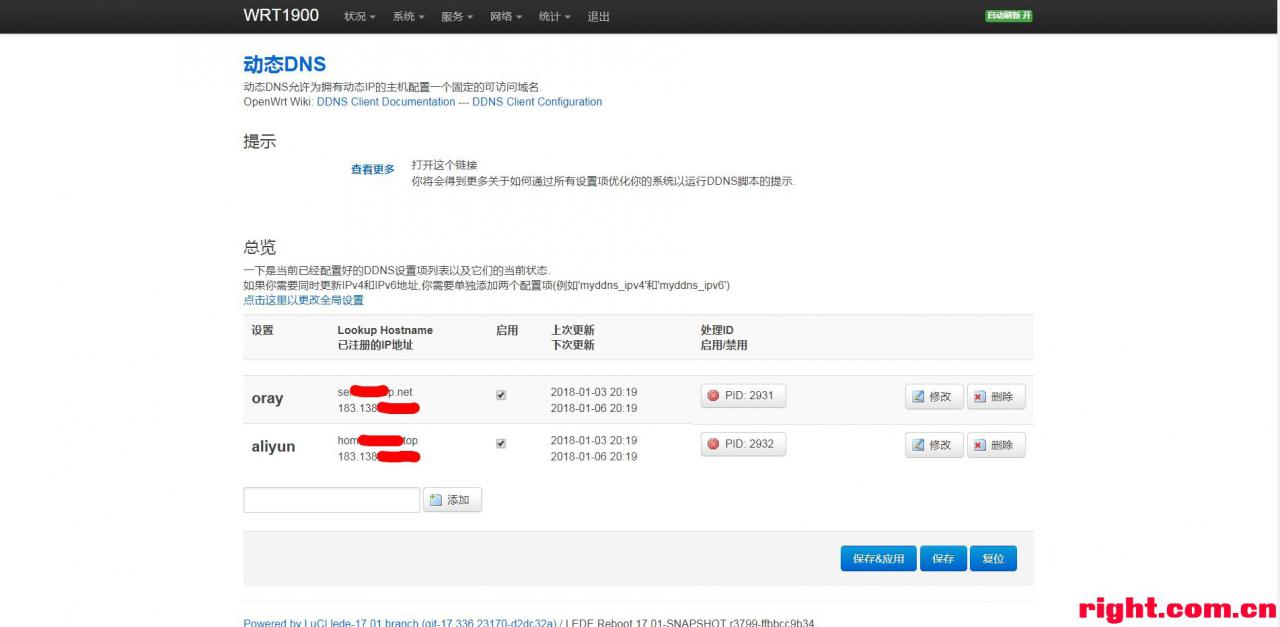 WRT1900 状况 系统 服务 网络 统计 退出 自动刷新 开
动态DNS
动态DNS允许为拥有动态IP的主机配置一个固定的可访问域名.
OpenWrt Wiki: DDNS Client Documentation --- DDNS Client Configuration
提示
查看更多 打开这个链接
你将会得到更多关于如何通过所有设置项优化你的系统以运行DDNS脚本的提示.
总览
一下是当前已经配置好的DDNS设置项列表以及它们的当前状态.
如果你需要同时更新IPv4和IPv6地址,你需要单独添加两个配置项(例如'myddns_ipv4'和'myddns_ipv6')
点击这里以更改全局设置
设置 Lookup Hostname 启用 上次更新 处理ID
已注册的IP地址 下次更新 启用/禁用
oray se p.net 2018-01-03 20:19 PID: 2931 修改 删除
183.138 2018-01-06 20:19
aliyun hom top 2018-01-03 20:19 PID: 2932 修改 删除
183.138 2018-01-06 20:19
添加
保存&应用 保存 复位
Powered by LuCI lede-17.01 branch (git-17.336.23170-d2dc32a) / LEDE Reboot 17.01-SNAPSHOT r3799-ffbbcc9b34
right.com.cn